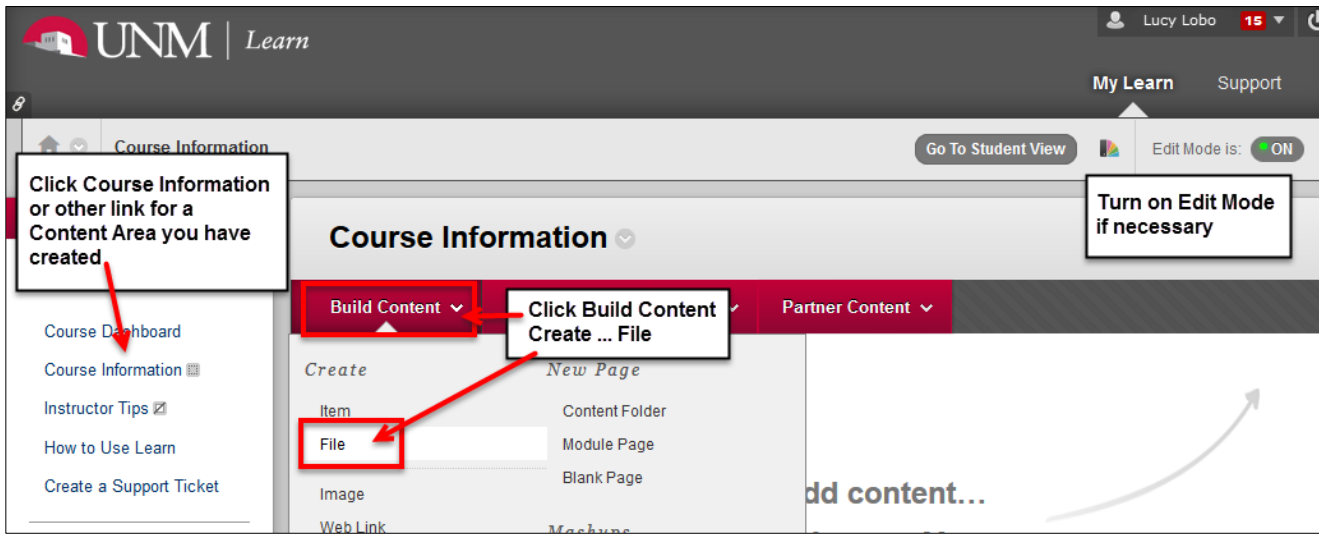 UNM | Learn
Lucy Lobo 15
My Learn Support
Course Information
Go To Student View
Edit Mode is: ON
Click Course Information
or other link for a
Content Area you have
created
Turn on Edit Mode
if necessary
Course Information
Build Content
Partner Content
Click Build Content
Create ... File
Course Dashboard
Course Information
Instructor Tips
How to Use Learn
Create a Support Ticket
Create
Item
File
Image
Web Link
New Page
Content Folder
Module Page
Blank Page
Mashups
dd content...